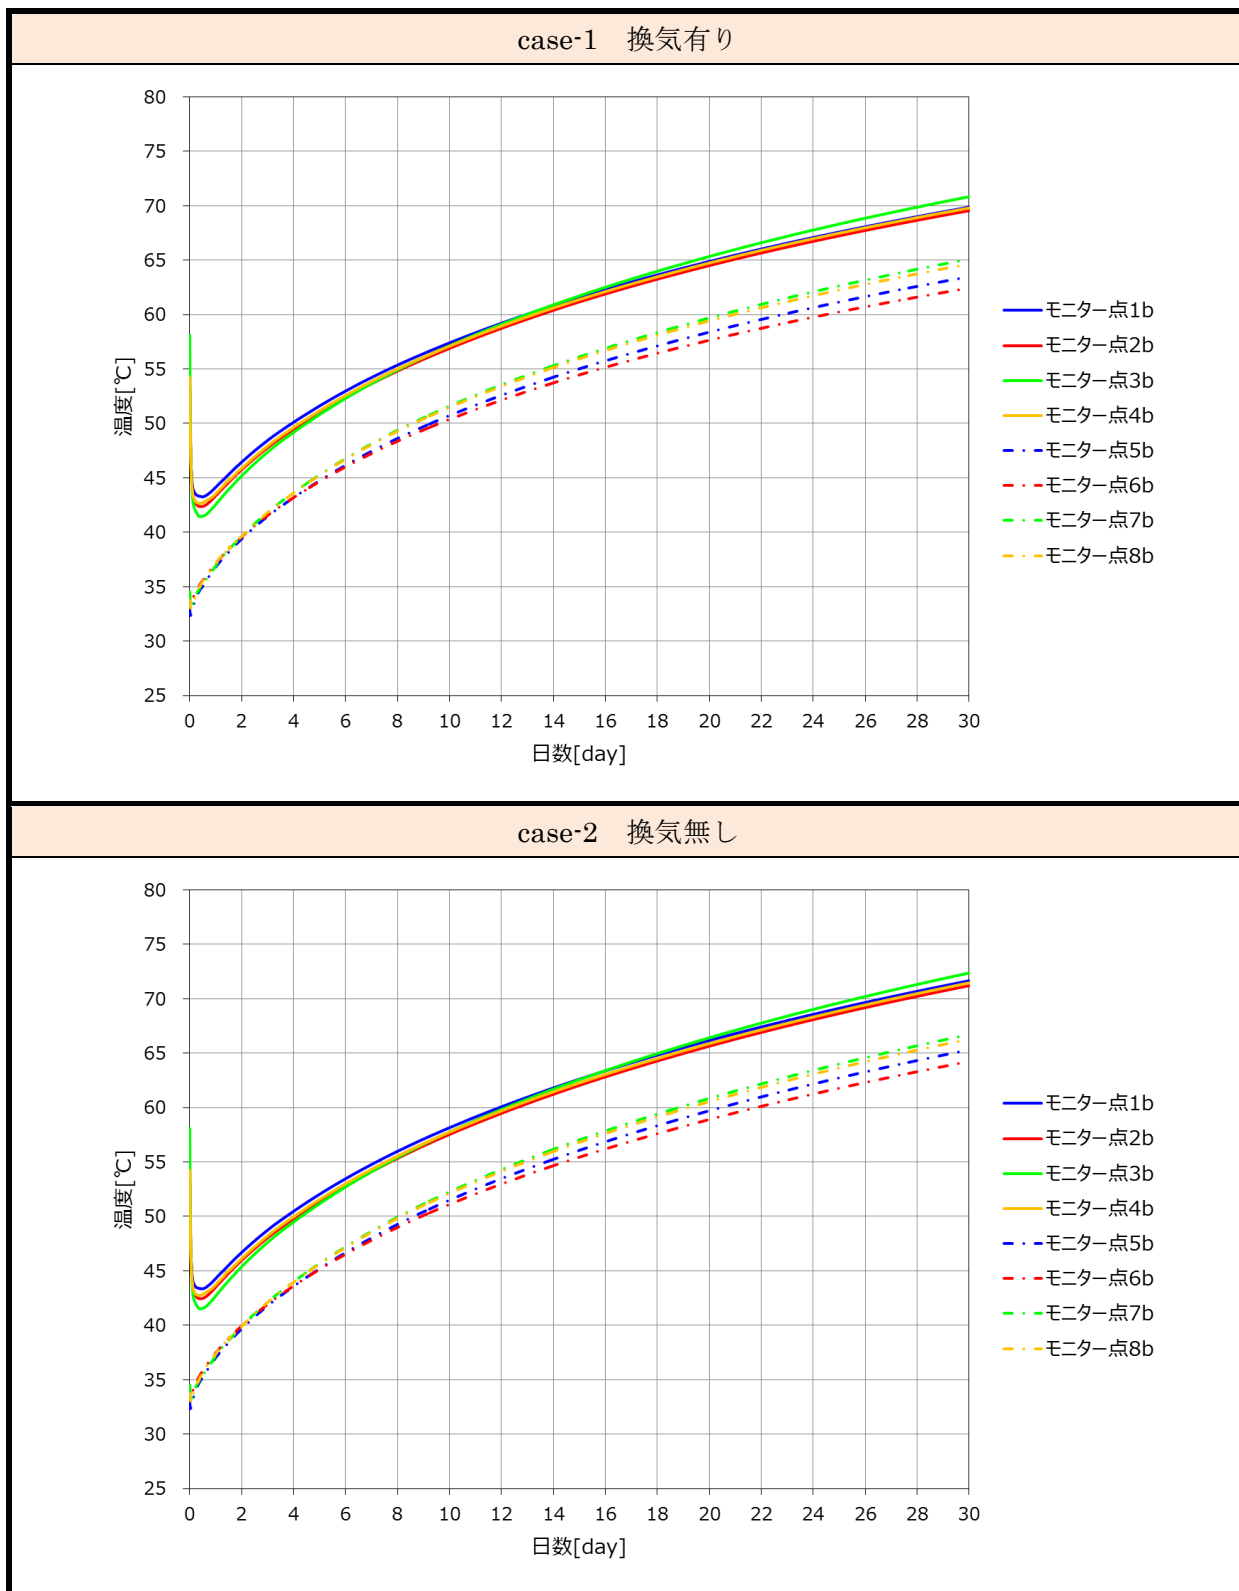 case-1　換気有り
80
75
70
65
60
55
50
45
40
35
30
25
温度[℃]
0 2 4 6 8 10 12 14 16 18 20 22 24 26 28 30
日数[day]
モニター点1b
モニター点2b
モニター点3b
モニター点4b
モニター点5b
モニター点6b
モニター点7b
モニター点8b
case-2　換気無し
80
75
70
65
60
55
50
45
40
35
30
25
温度[℃]
0 2 4 6 8 10 12 14 16 18 20 22 24 26 28 30
日数[day]
モニター点1b
モニター点2b
モニター点3b
モニター点4b
モニター点5b
モニター点6b
モニター点7b
モニター点8b